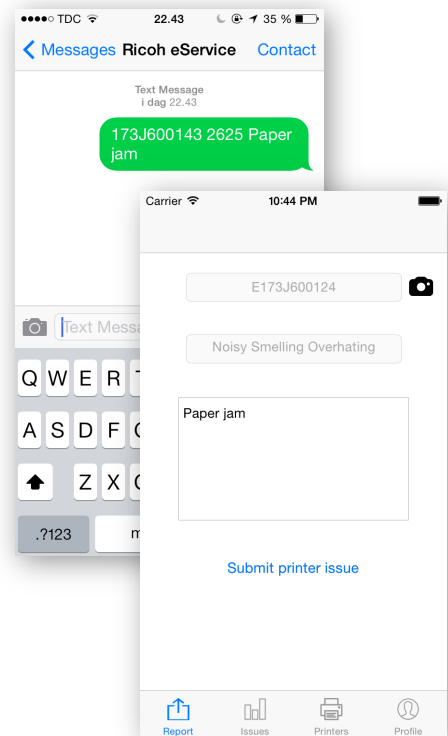 TDC 22.43 35 %
Messages Ricoh eService Contact
Text Message
i dag 22.43
173J600143 2625 Paper
jam
Text Messa
Q W E R
A S D F
Z X
.?123 m
Carrier 10:44 PM
E173J600124
Noisy Smelling Overhating
Paper jam
Submit printer issue
Report Issues Printers Profile